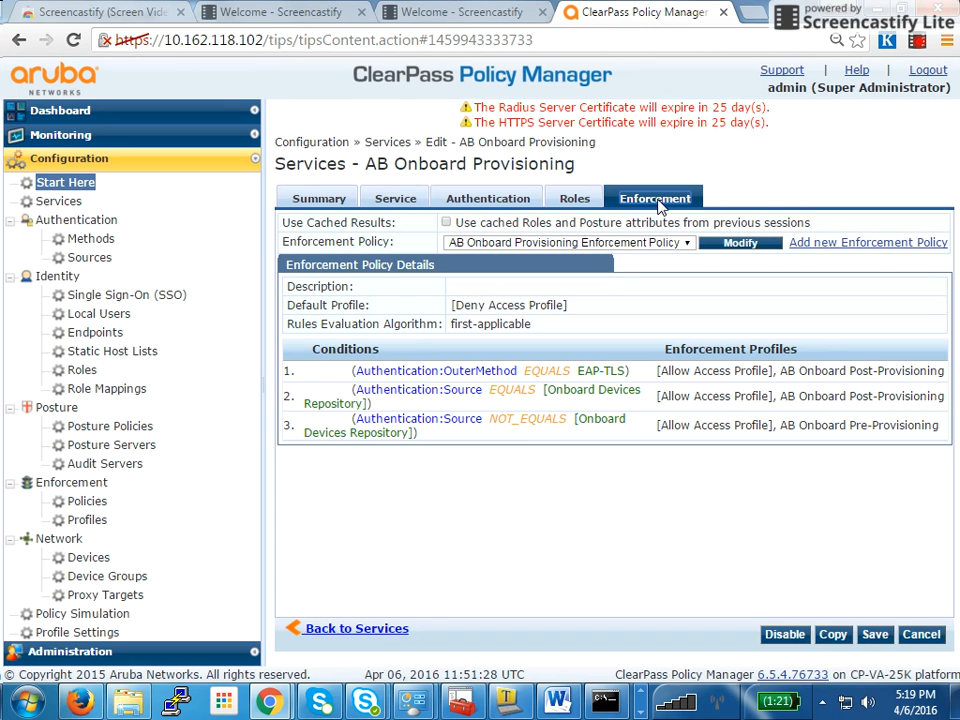 Screencastify (Screen Vide
Welcome - Screencastify
Welcome - Screencastify
ClearPass Policy Manager
powered by
Screencastify Lite
https://10.162.118.102/tips/tipsContent.action#1459943333733
K
aruba
NETWORKS
ClearPass Policy Manager
Support | Help | Logout
admin (Super Administrator)
Dashboard
Monitoring
Configuration
Start Here
Services
Authentication
Methods
Sources
Identity
Single Sign-On (SSO)
Local Users
Endpoints
Static Host Lists
Roles
Role Mappings
Posture
Posture Policies
Posture Servers
Audit Servers
Enforcement
Policies
Profiles
Network
Devices
Device Groups
Proxy Targets
Policy Simulation
Profile Settings
Administration
The Radius Server Certificate will expire in 25 day(s).
The HTTPS Server Certificate will expire in 25 day(s).
Configuration » Services » Edit - AB Onboard Provisioning
Services - AB Onboard Provisioning
Summary Service Authentication Roles Enforcement
Use Cached Results: Use cached Roles and Posture attributes from previous sessions
Enforcement Policy: AB Onboard Provisioning Enforcement Policy Modify Add new Enforcement Policy
Enforcement Policy Details
Description:
Default Profile: [Deny Access Profile]
Rules Evaluation Algorithm: first-applicable
Conditions Enforcement Profiles
1. (Authentication:OuterMethod EQUALS EAP-TLS) [Allow Access Profile], AB Onboard Post-Provisioning
2. (Authentication:Source EQUALS [Onboard Devices
Repository]) [Allow Access Profile], AB Onboard Post-Provisioning
3. (Authentication:Source NOT_EQUALS [Onboard
Devices Repository]) [Allow Access Profile], AB Onboard Pre-Provisioning
Back to Services
Disable Copy Save Cancel
© Copyright 2015 Aruba Networks. All rights reserved. Apr 06, 2016 11:51:28 UTC ClearPass Policy Manager 6.5.4.76733 on CP-VA-25K platform
(1:21)
5:19 PM
4/6/2016